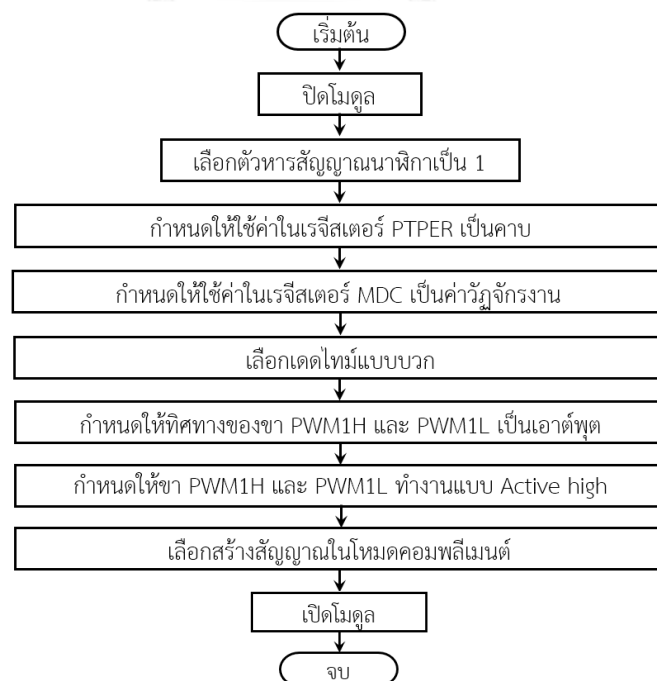 เริ่มต้น
ปิดโมดูล
เลือกตัวหารสัญญาณนาฬิกาเป็น 1
กำหนดให้ใช้ค่าในเรจีสเตอร์ PTPER เป็นคาบ
กำหนดให้ใช้ค่าในเรจีสเตอร์ MDC เป็นค่าวัฏจักรงาน
เลือกเดดไทม์แบบบวก
กำหนดให้ทิศทางของขา PWM1H และ PWM1L เป็นเอาต์พุต
กำหนดให้ขา PWM1H และ PWM1L ทำงานแบบ Active high
เลือกสร้างสัญญาณในโหมดคอมพลีเมนต์
เปิดโมดูล
จบ